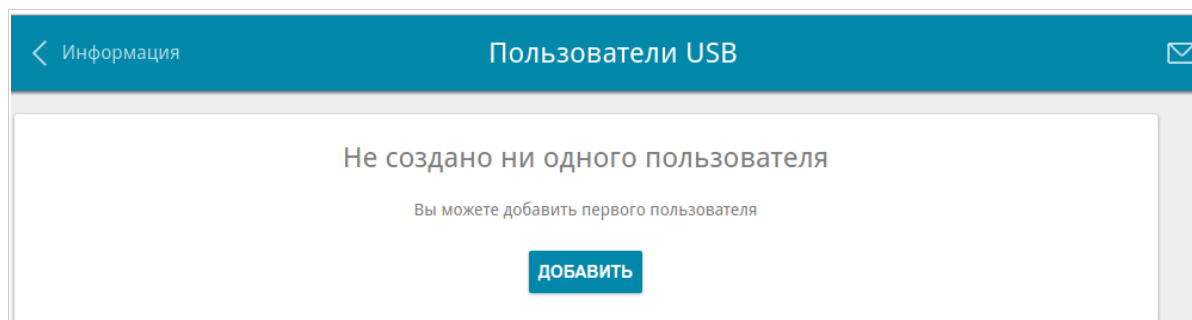 Информация
Пользователи USB
Не создано ни одного пользователя
Вы можете добавить первого пользователя
ДОБАВИТЬ